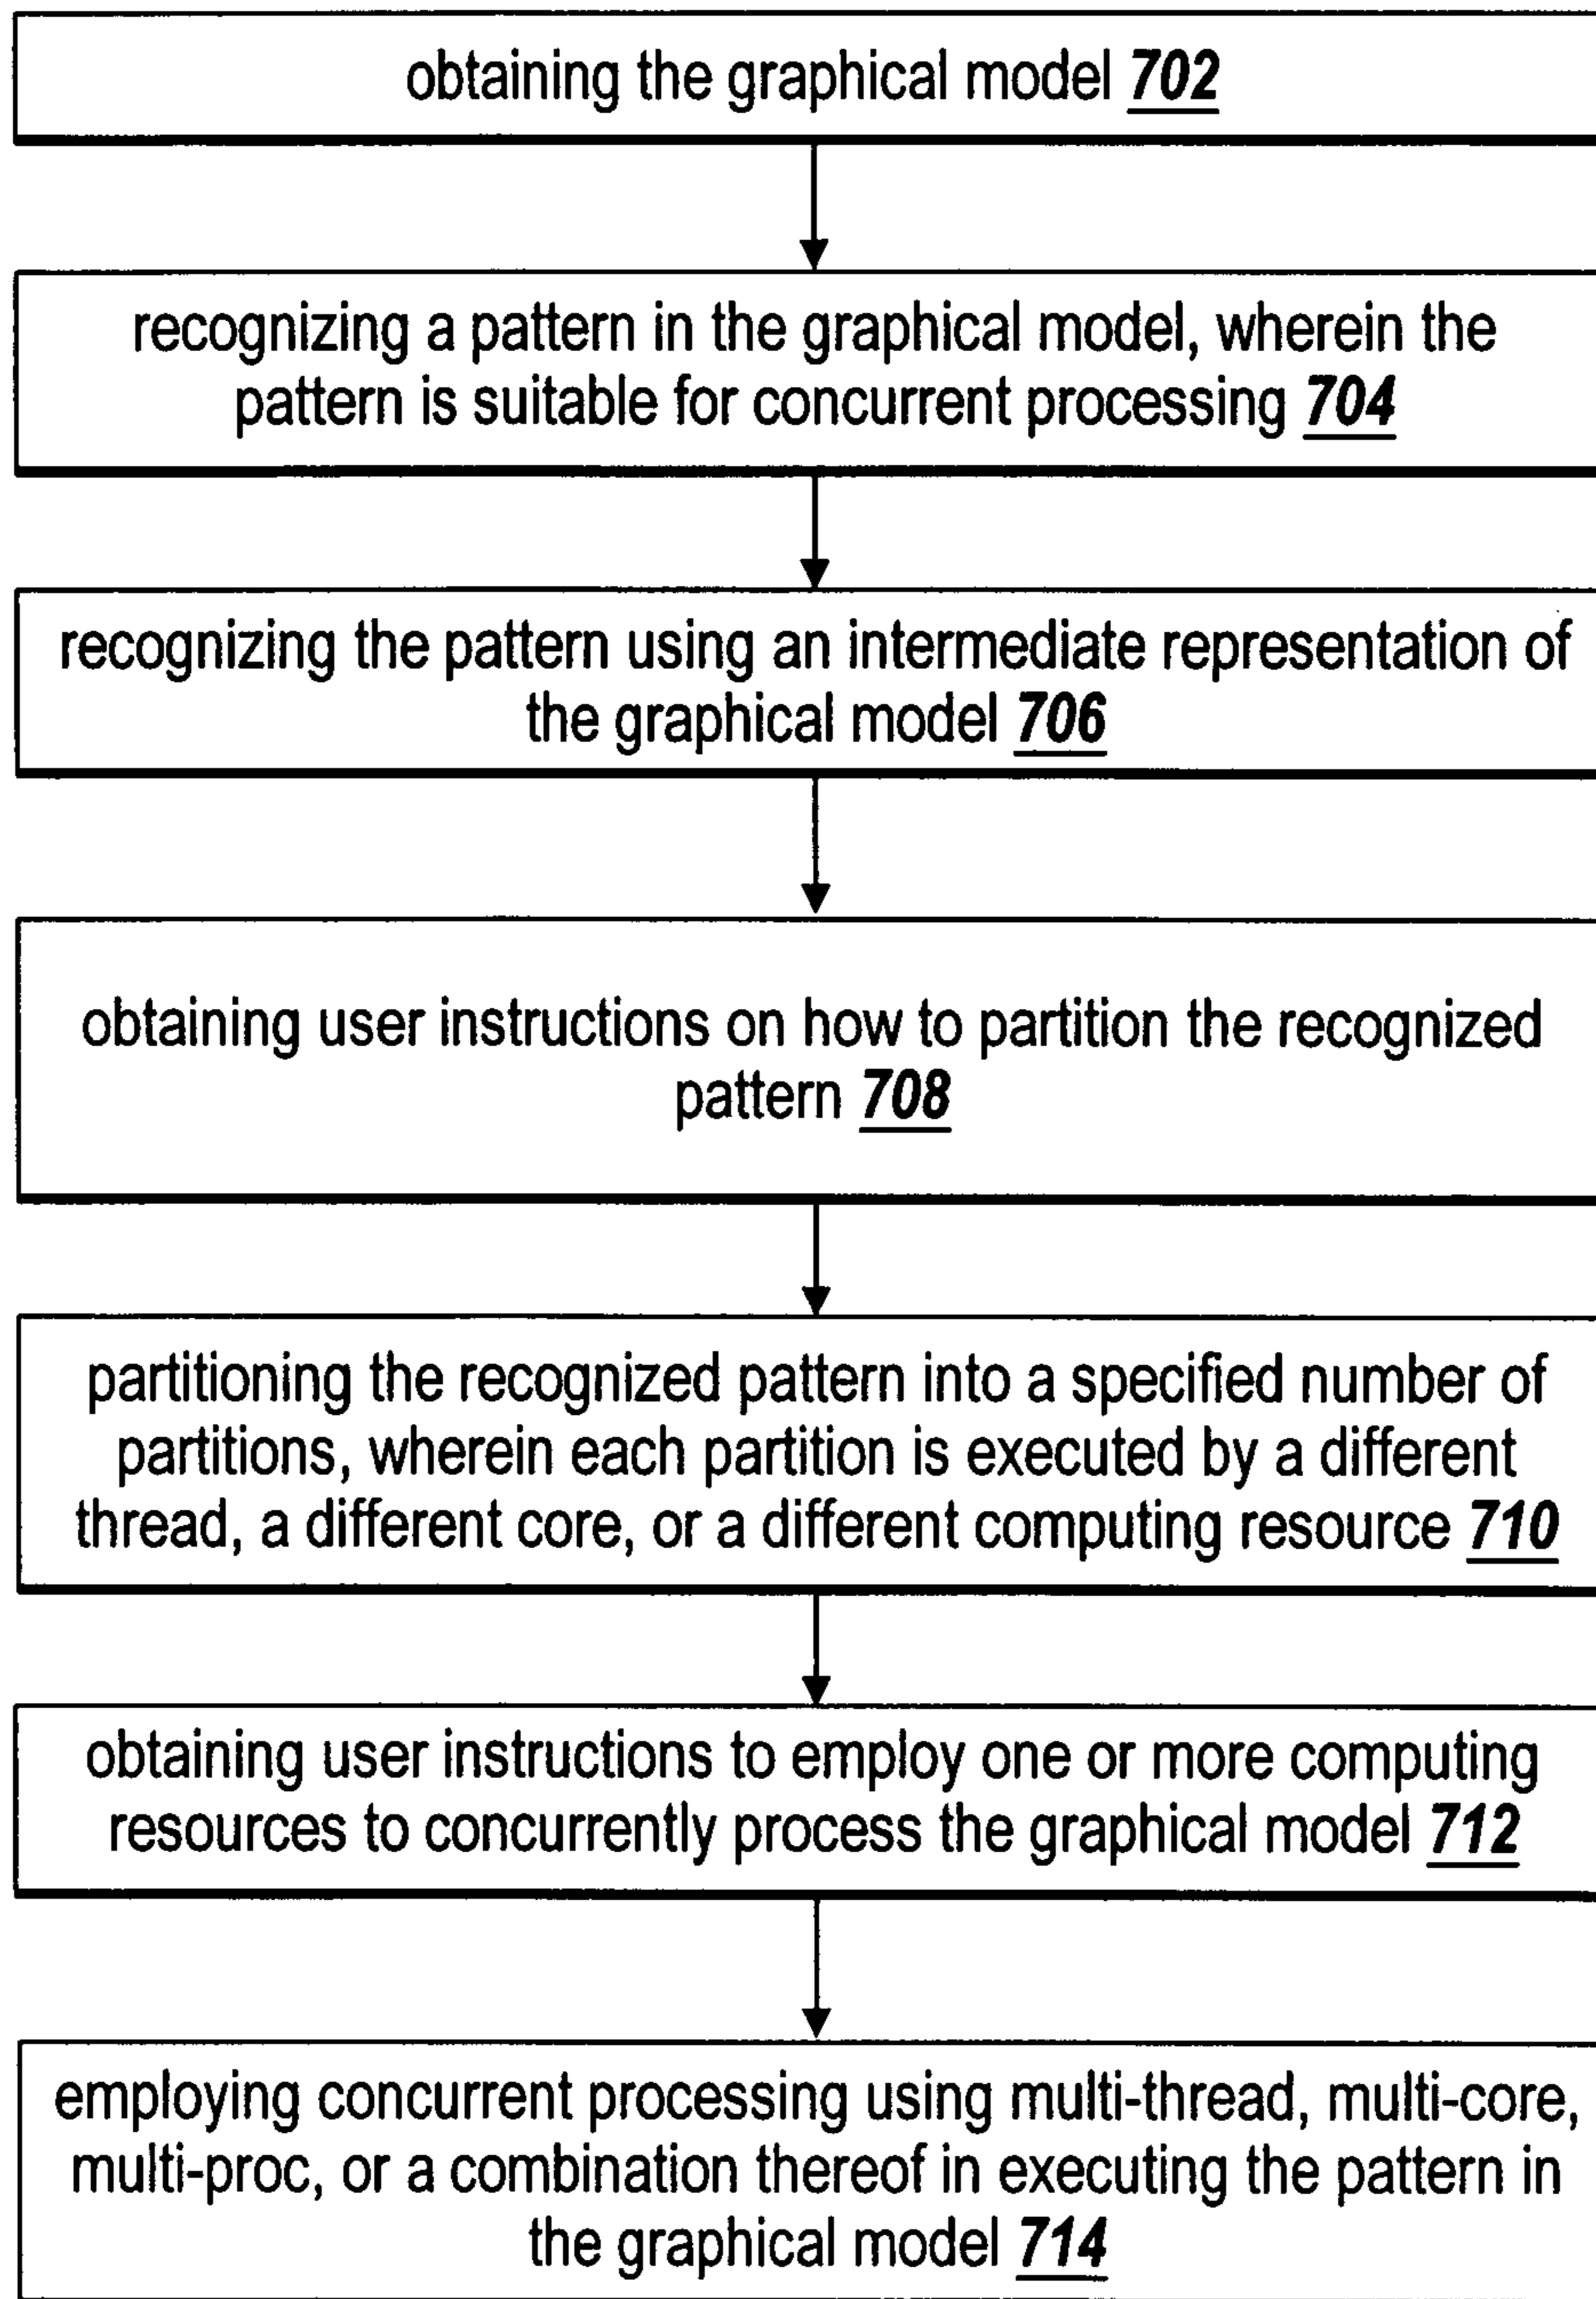 obtaining the graphical model 702
recognizing a pattern in the graphical model, wherein the
pattern is suitable for concurrent processing 704
recognizing the pattern using an intermediate representation of
the graphical model 706
obtaining user instructions on how to partition the recognized
pattern 708
partitioning the recognized pattern into a specified number of
partitions, wherein each partition is executed by a different
thread, a different core, or a different computing resource 710
obtaining user instructions to employ one or more computing
resources to concurrently process the graphical model 712
employing concurrent processing using multi-thread, multi-core,
multi-proc, or a combination thereof in executing the pattern in
the graphical model 714